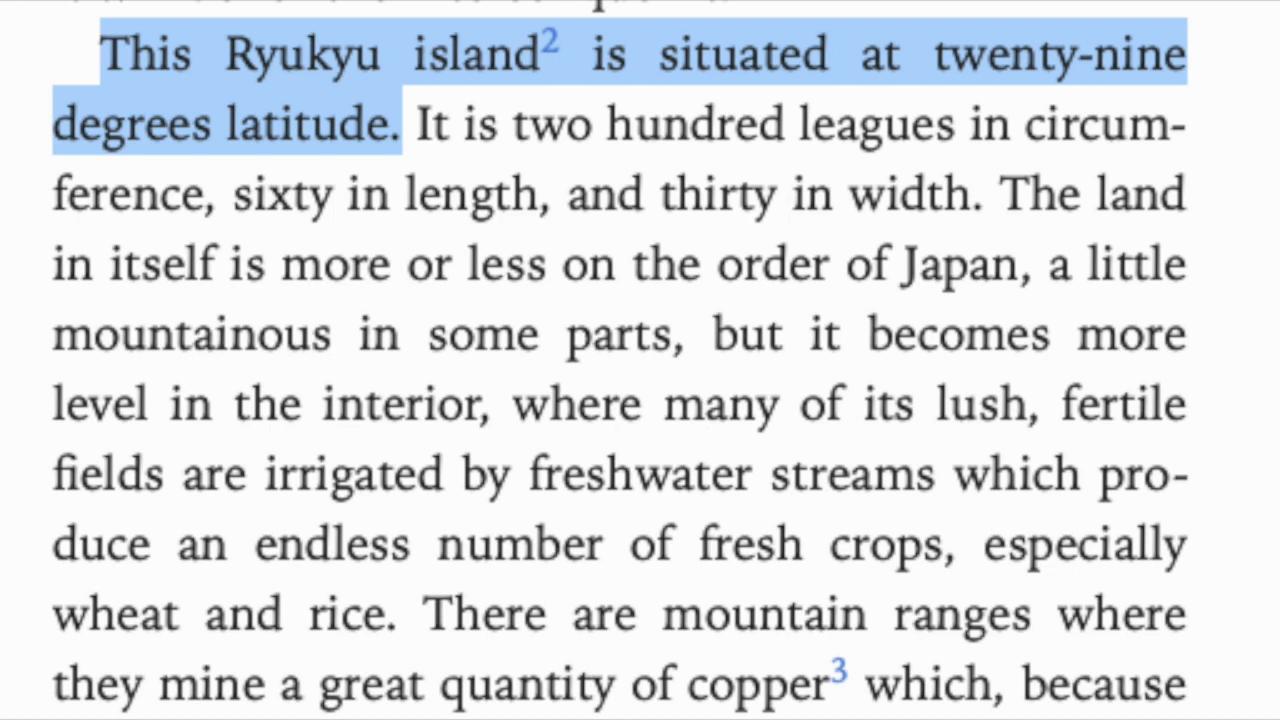 This Ryukyu island2 is situated at twenty-nine
degrees latitude. It is two hundred leagues in circum-
ference, sixty in length, and thirty in width. The land
in itself is more or less on the order of Japan, a little
mountainous in some parts, but it becomes more
level in the interior, where many of its lush, fertile
fields are irrigated by freshwater streams which pro-
duce an endless number of fresh crops, especially
wheat and rice. There are mountain ranges where
they mine a great quantity of copper3 which, because